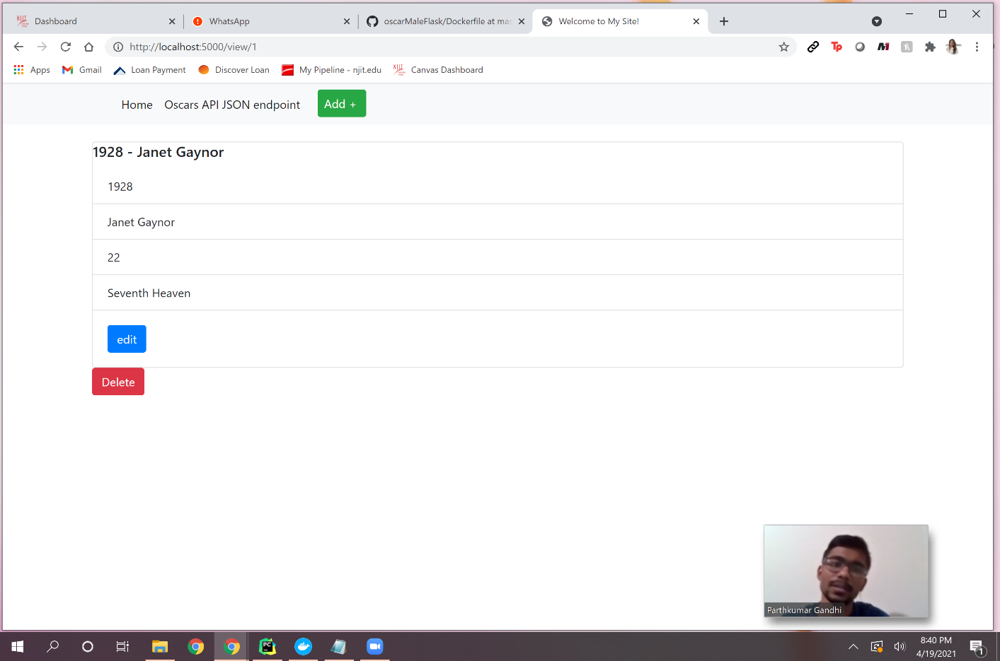 Dashboard
WhatsApp
oscarMaleFlask/Dockerfile at mas
Welcome to My Site!
http://localhost:5000/view/1
Apps
Gmail
Loan Payment
Discover Loan
My Pipeline - njit.edu
Canvas Dashboard
Home
Oscars API JSON endpoint
Add +
1928 - Janet Gaynor
1928
Janet Gaynor
22
Seventh Heaven
edit
Delete
Parthkumar Gandhi
8:40 PM
4/19/2021
1